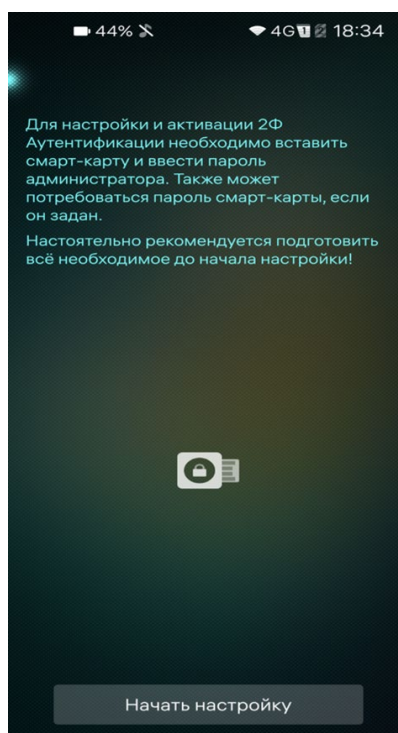 44% 4G 1 18:34
Для настройки и активации 2Ф
Аутентификации необходимо вставить
смарт-карту и ввести пароль
администратора. Также может
потребоваться пароль смарт-карты, если
он задан.
Настоятельно рекомендуется подготовить
всё необходимое до начала настройки!
Начать настройку